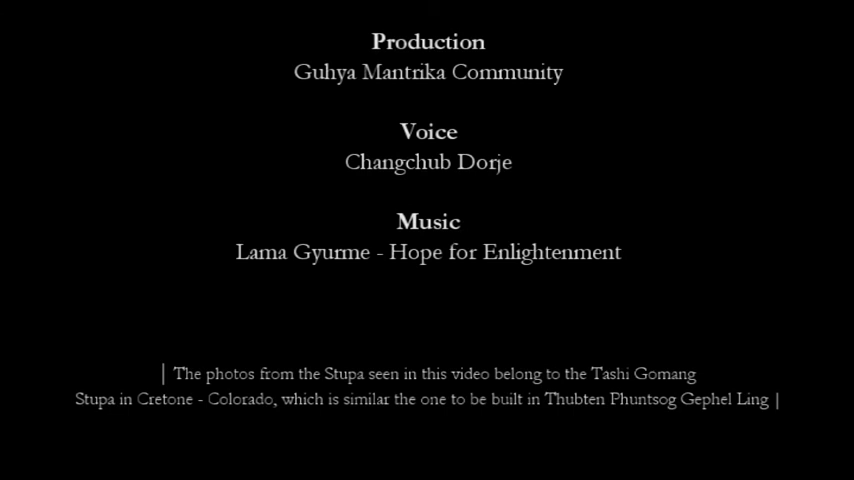 Production
Guhya Mantrika Community
Voice
Changchub Dorje
Music
Lama Gyurme - Hope for Enlightenment
| The photos from the Stupa seen in this video belong to the Tashi Gomang
Stupa in Cretone - Colorado, which is similar the one to be built in Thubten Phuntsog Gephel Ling |